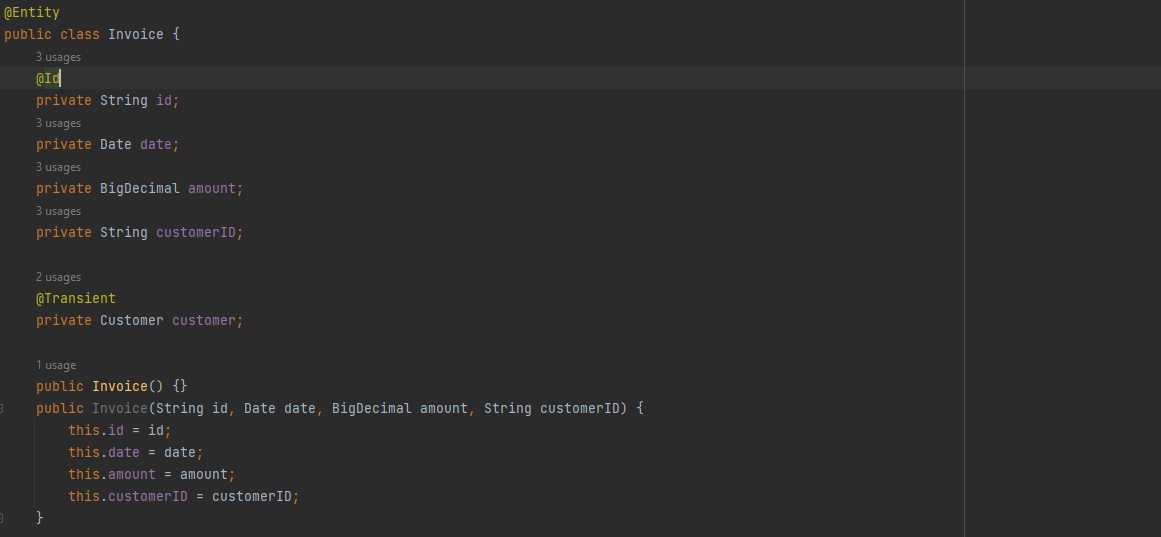 @Entity
public class Invoice {
3 usages
@Id
private String id;
3 usages
private Date date;
3 usages
private BigDecimal amount;
3 usages
private String customerID;
2 usages
@Transient
private Customer customer;
1 usage
public Invoice() {}
public Invoice(String id, Date date, BigDecimal amount, String customerID) {
this.id = id;
this.date = date;
this.amount = amount;
this.customerID = customerID;
}